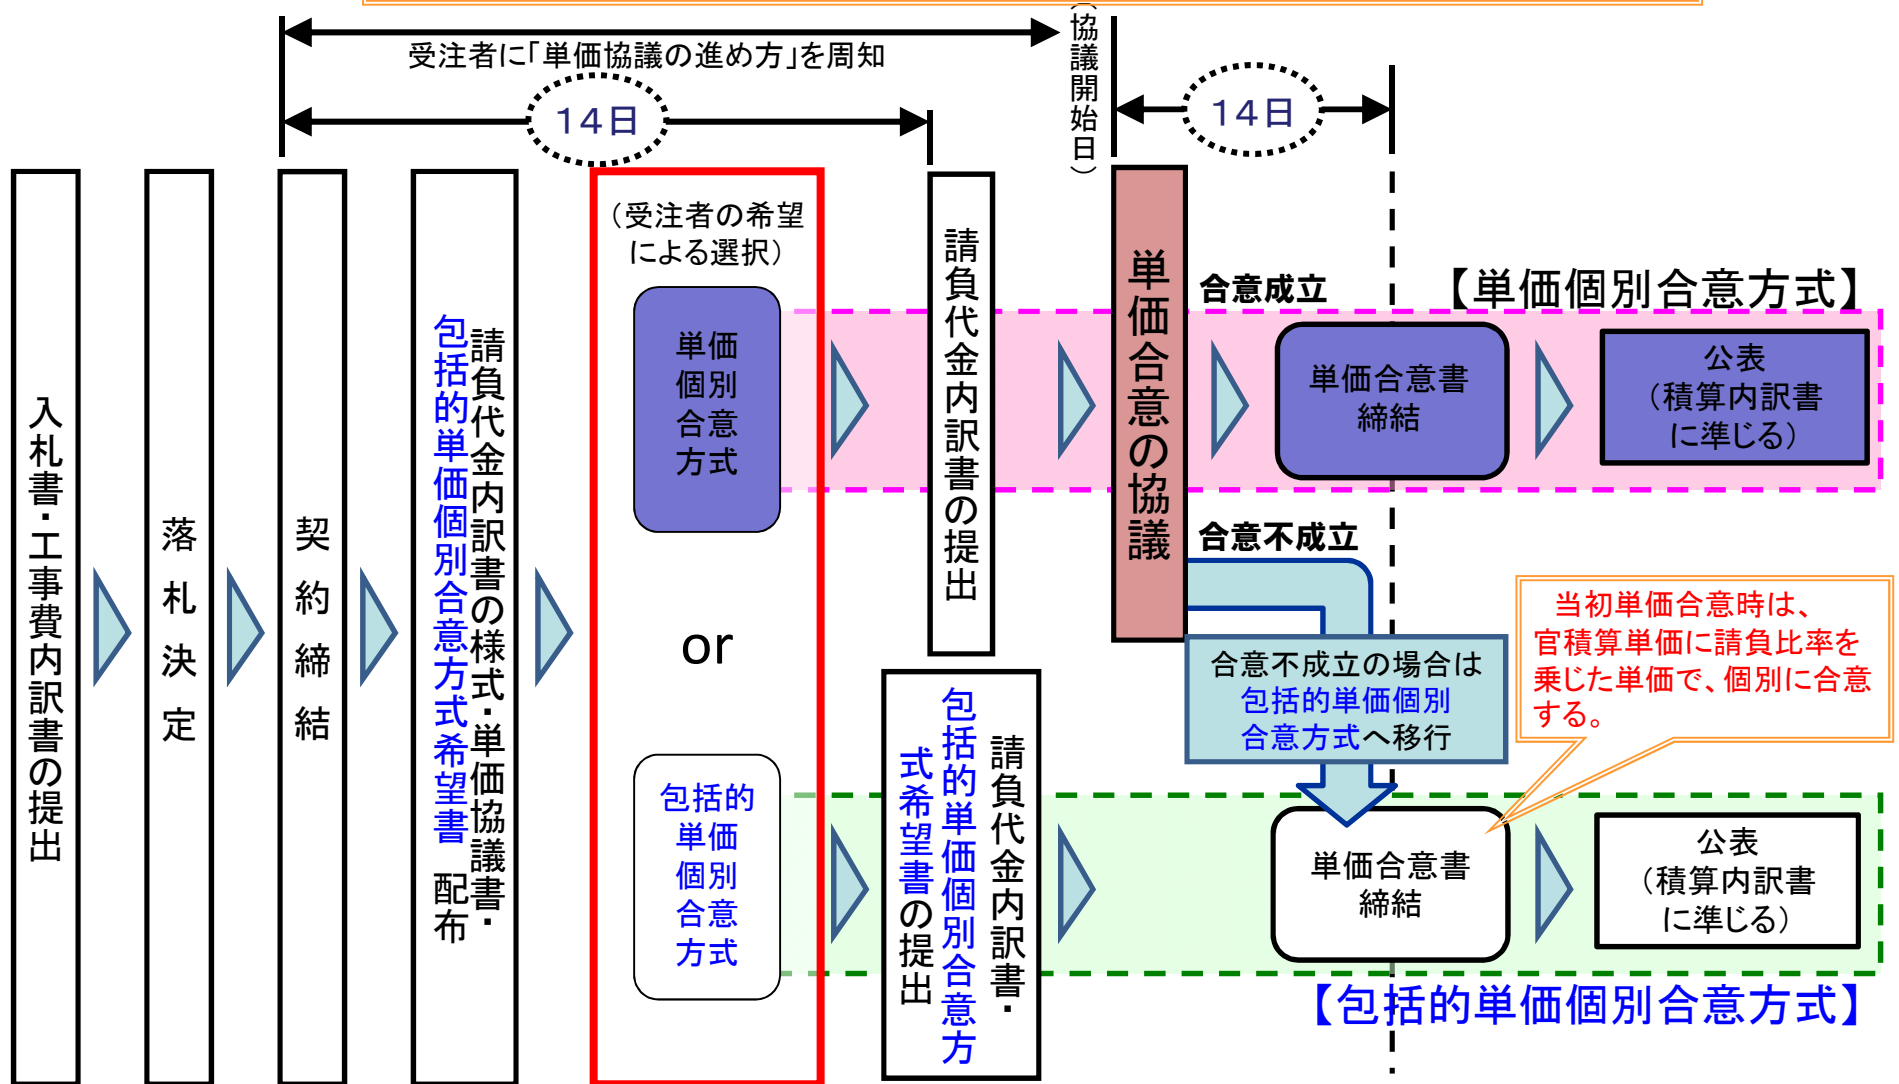 受注者に「単価協議の進め方」を周知
（協議開始日）
14日
14日
入札書・工事費内訳書の提出
落札決定
契約締結
請負代金内訳書の様式・単価協議書・
包括的単価個別合意方式希望書 配布
（受注者の希望
による選択）
単価
個別
合意
方式
or
包括的
単価
個別
合意
方式
請負代金内訳書の提出
請負代金内訳書・
包括的単価個別合意方
式希望書の提出
単価合意の協議
合意成立
【単価個別合意方式】
単価合意書
締結
公表
（積算内訳書
に準じる）
合意不成立
合意不成立の場合は
包括的単価個別
合意方式へ移行
当初単価合意時は、
官積算単価に請負比率を
乗じた単価で、個別に合意
する。
単価合意書
締結
公表
（積算内訳書
に準じる）
【包括的単価個別合意方式】